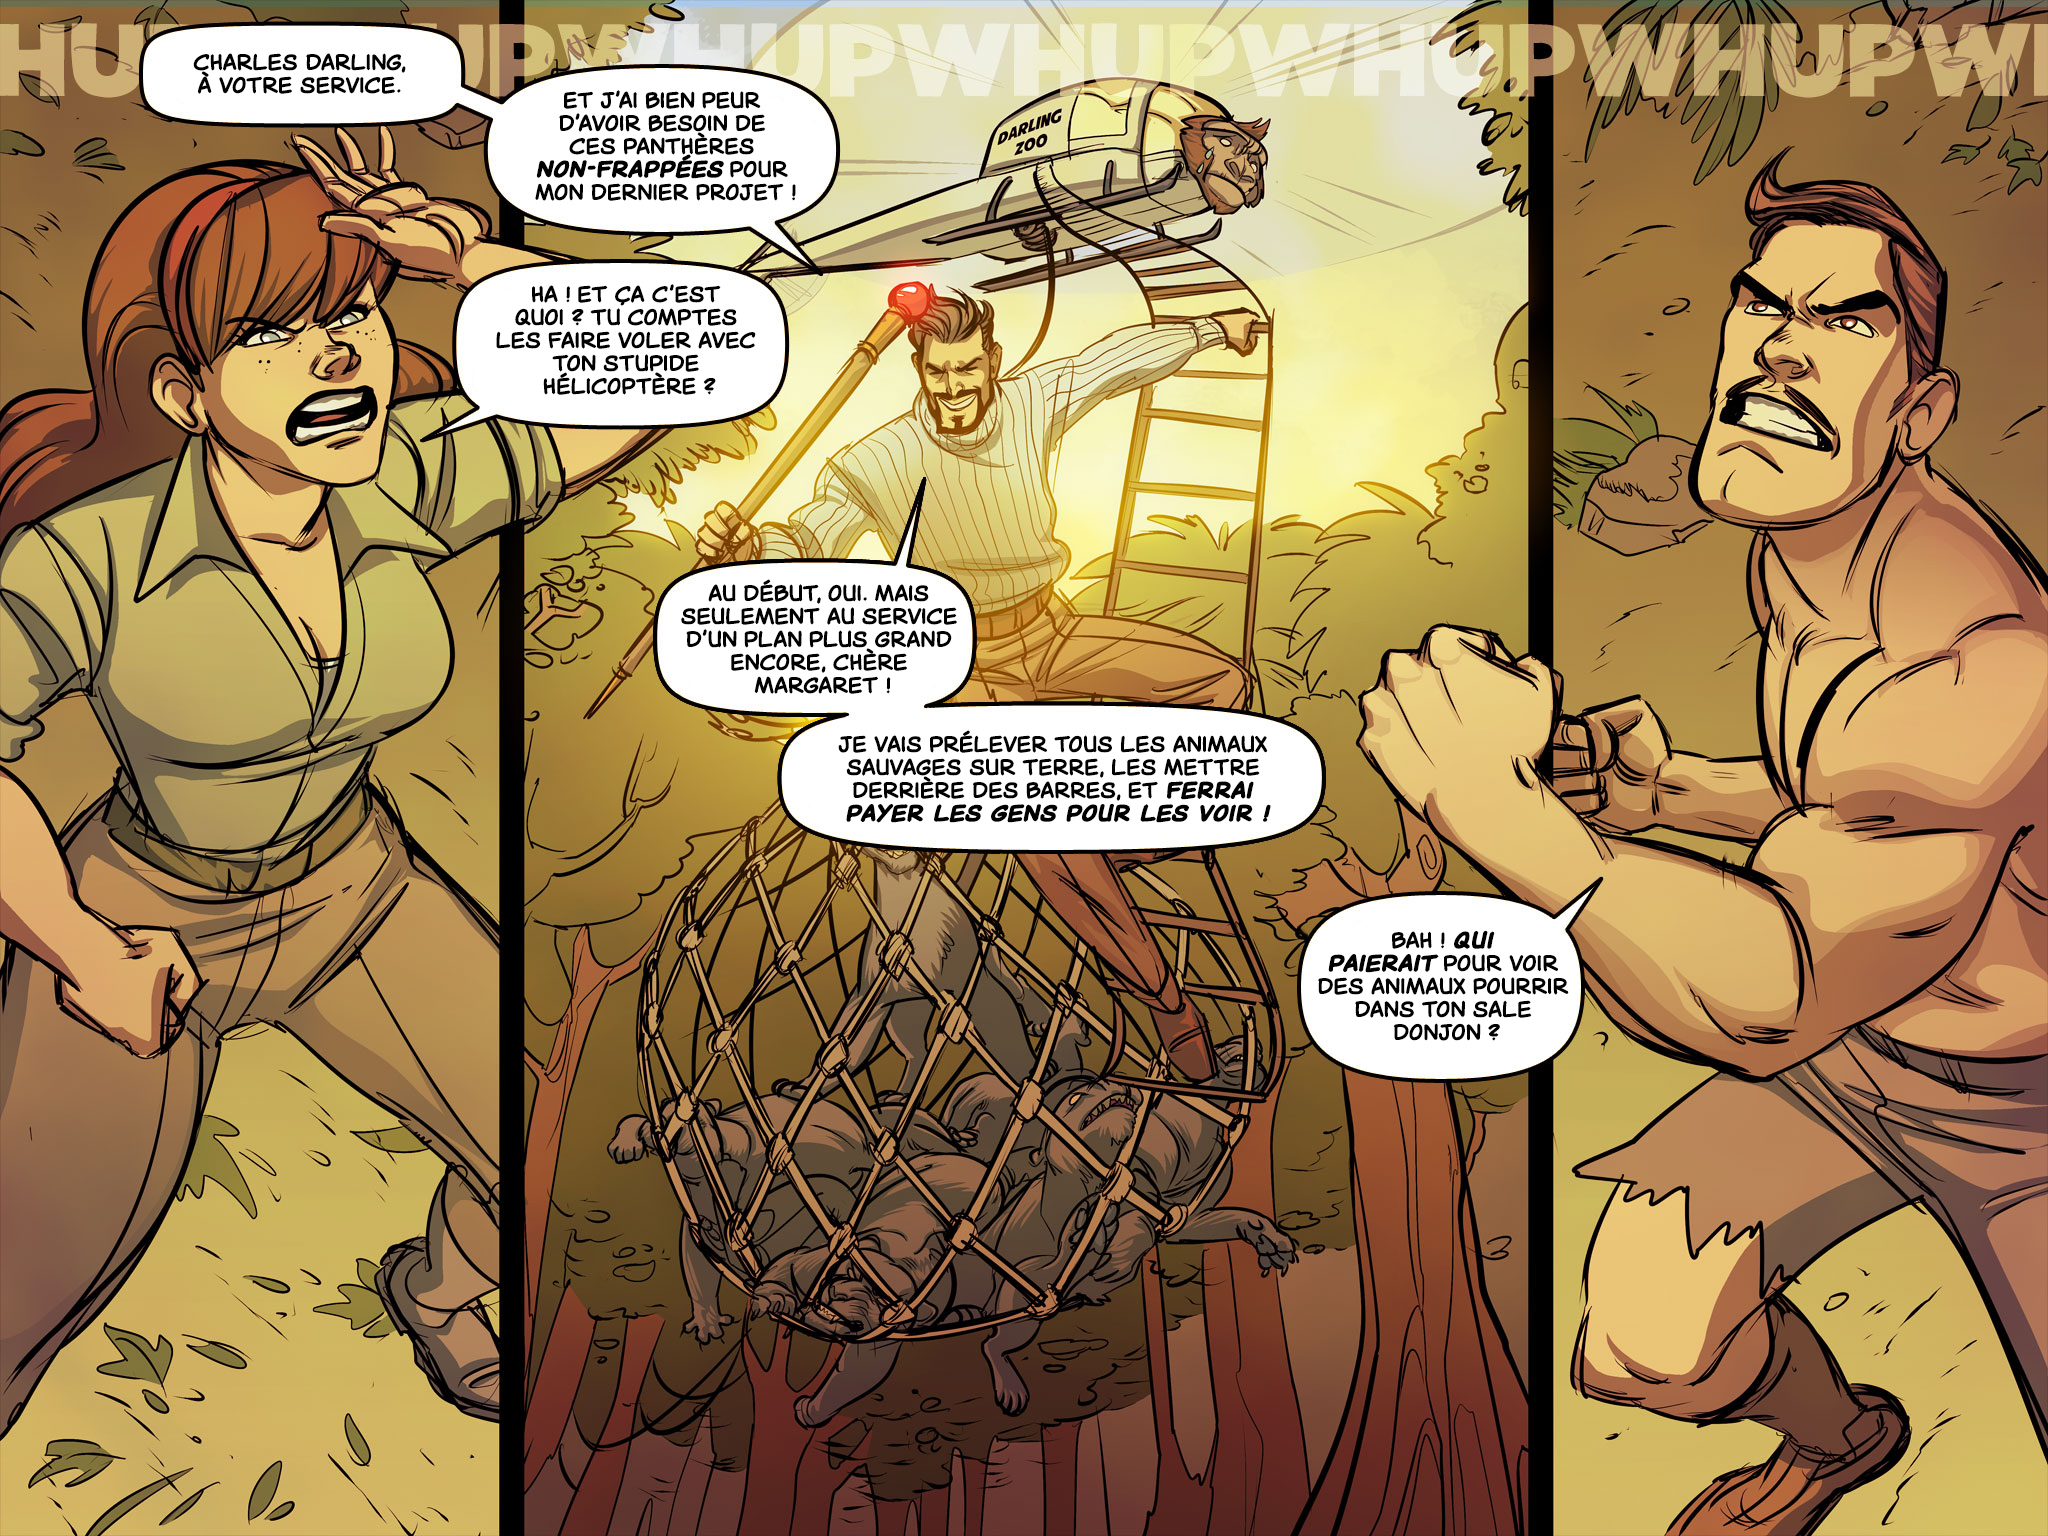 HUPWHUPWHUPWHUPWHUPWH
CHARLES DARLING,
À VOTRE SERVICE.
ET J'AI BIEN PEUR
D'AVOIR BESOIN DE
CES PANTHÈRES
NON-FRAPPÉES POUR
MON DERNIER PROJET !
DARLING
ZOO
HA ! ET ÇA C'EST
QUOI ? TU COMPTES
LES FAIRE VOLER AVEC
TON STUPIDE
HÉLICOPTÈRE ?
AU DÉBUT, OUI. MAIS
SEULEMENT AU SERVICE
D'UN PLAN PLUS GRAND
ENCORE, CHÈRE
MARGARET !
JE VAIS PRÉLEVER TOUS LES ANIMAUX
SAUVAGES SUR TERRE, LES METTRE
DERRIÈRE DES BARRES, ET FERRAI
PAYER LES GENS POUR LES VOIR !
BAH ! QUI
PAIERAIT POUR VOIR
DES ANIMAUX POURRIR
DANS TON SALE
DONJON ?